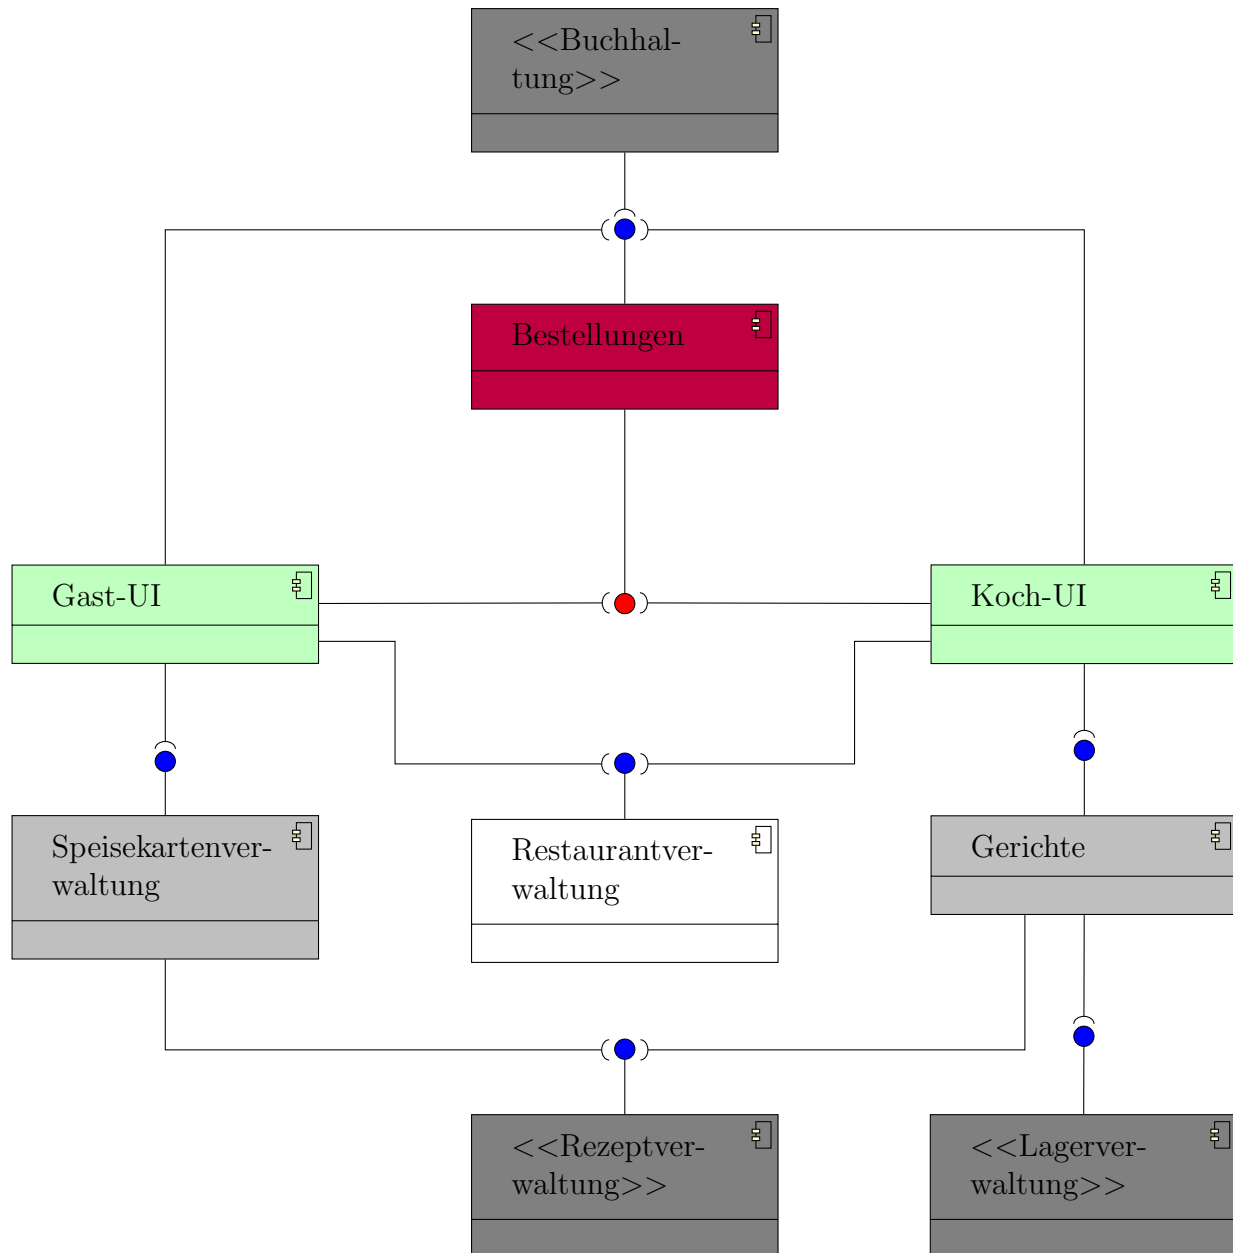 <<Buchhal-
tung>>
Bestellungen
Gast-UI
Koch-UI
Speisekartenver-
waltung
Restaurantver-
waltung
Gerichte
<<Rezeptver-
waltung>>
<<Lagerver-
waltung>>